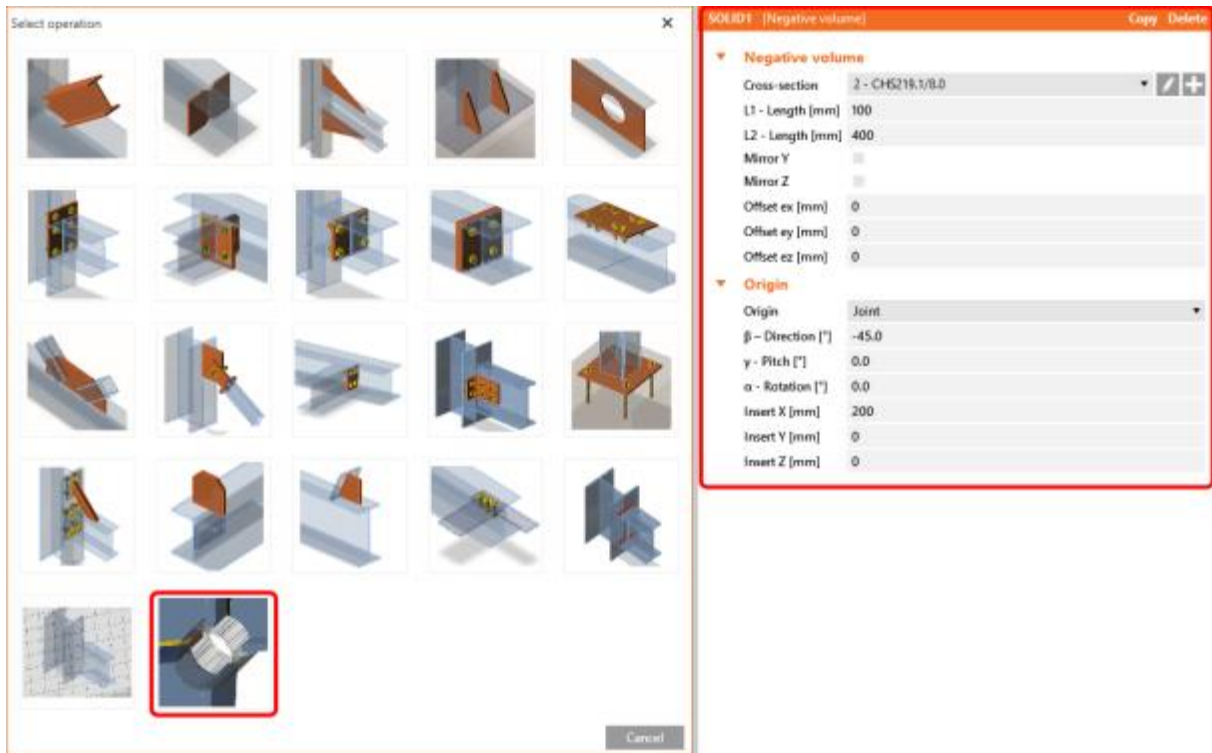 Select operation
SOLID1 [Negative volume] Copy Delete
Negative volume
Cross-section 2 - CHS219.1/8.0
L1 - Length [mm] 100
L2 - Length [mm] 400
Mirror Y
Mirror Z
Offset ex [mm] 0
Offset ey [mm] 0
Offset ez [mm] 0
Origin
Origin Joint
β – Direction [°] -45.0
γ - Pitch [°] 0.0
α - Rotation [°] 0.0
Insert X [mm] 200
Insert Y [mm] 0
Insert Z [mm] 0
Cancel